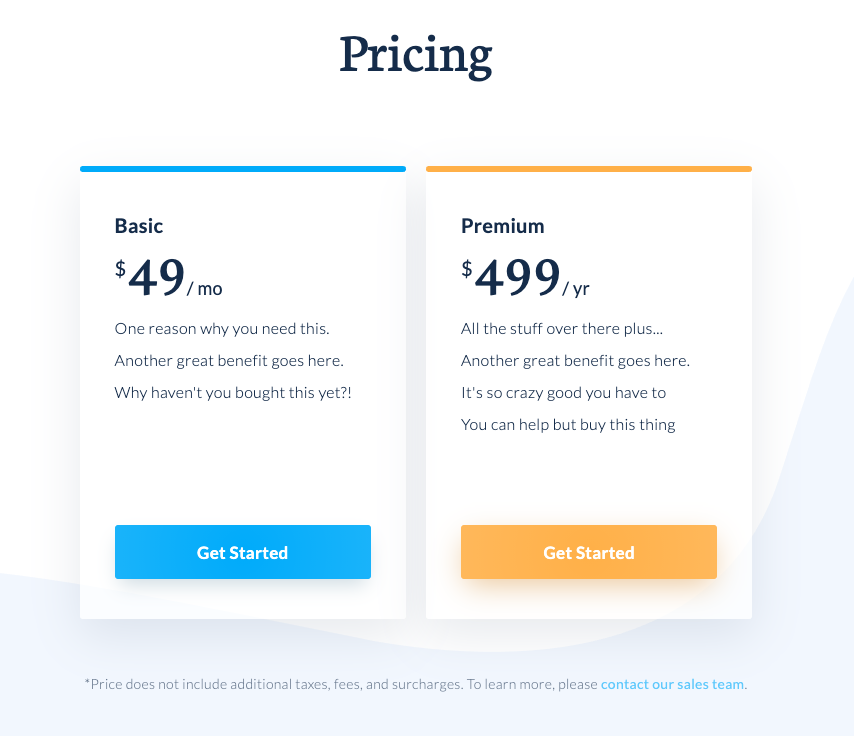 Pricing
Basic
$49/ mo
One reason why you need this.
Another great benefit goes here.
Why haven't you bought this yet?!
Get Started
Premium
$499/ yr
All the stuff over there plus...
Another great benefit goes here.
It's so crazy good you have to
You can help but buy this thing
Get Started
*Price does not include additional taxes, fees, and surcharges. To learn more, please contact our sales team.